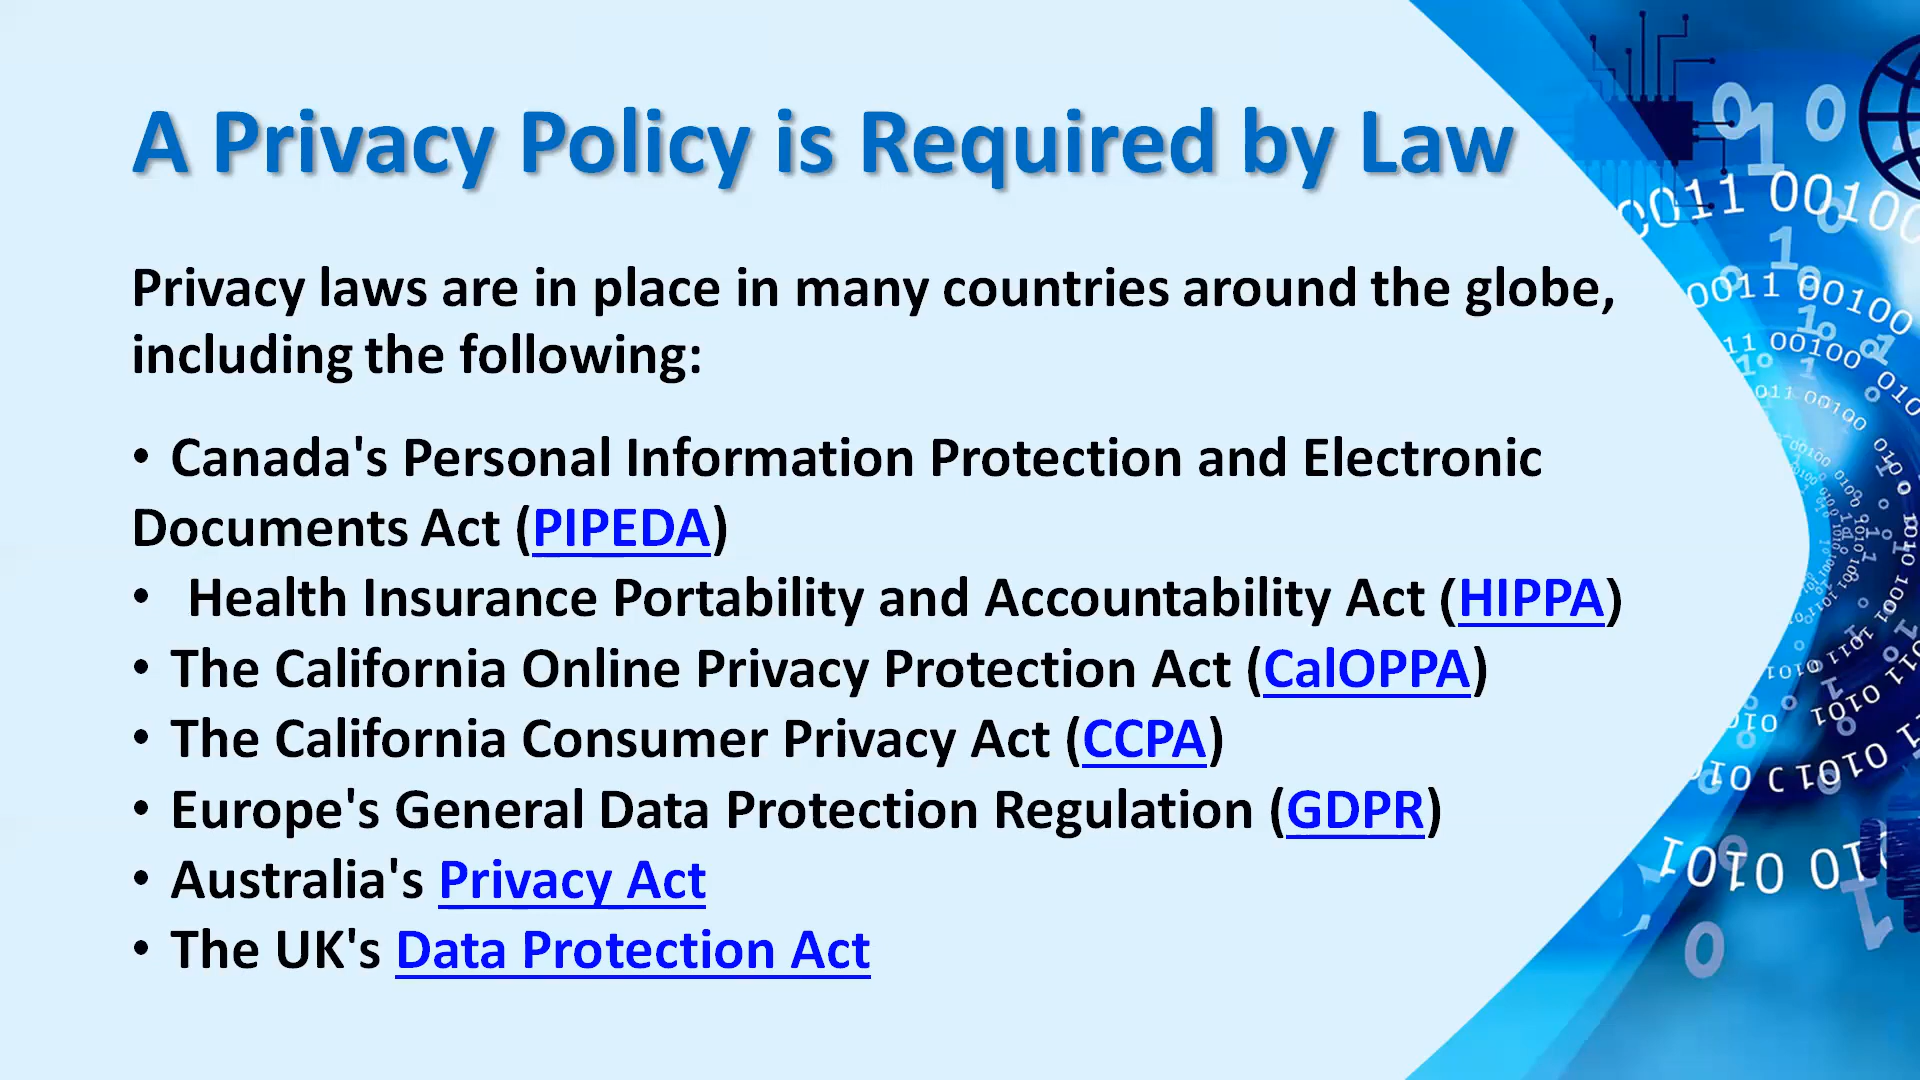 A Privacy Policy is Required by Law
Privacy laws are in place in many countries around the globe,
including the following:
• Canada's Personal Information Protection and Electronic
Documents Act (PIPEDA)
• Health Insurance Portability and Accountability Act (HIPPA)
• The California Online Privacy Protection Act (CalOPPA)
• The California Consumer Privacy Act (CCPA)
• Europe's General Data Protection Regulation (GDPR)
• Australia's Privacy Act
• The UK's Data Protection Act